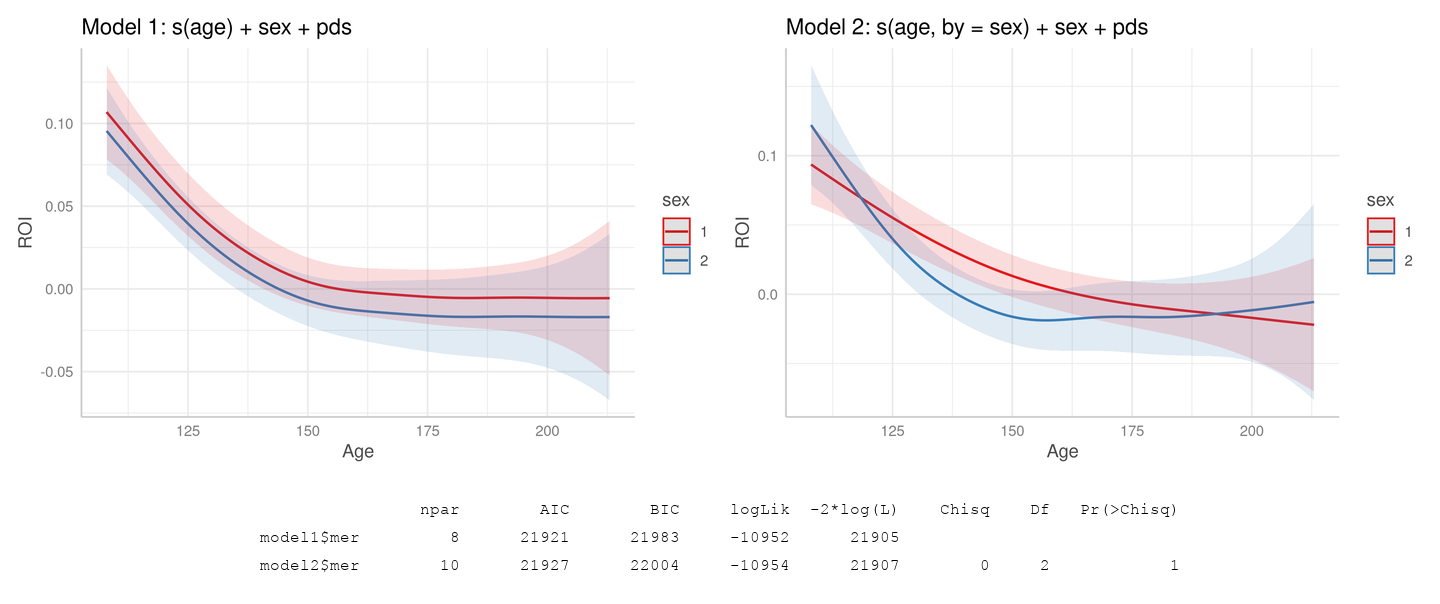 Model 1: s(age) + sex + pds
0.10
0.05
0.00
-0.05
ROI
125 150 175 200
Age
sex
1
2
Model 2: s(age, by = sex) + sex + pds
0.1
0.0
ROI
125 150 175 200
Age
sex
1
2
npar AIC BIC logLik -2*log(L) Chisq Df Pr(>Chisq)
model1$mer 8 21921 21983 -10952 21905
model2$mer 10 21927 22004 -10954 21907 0 2 1